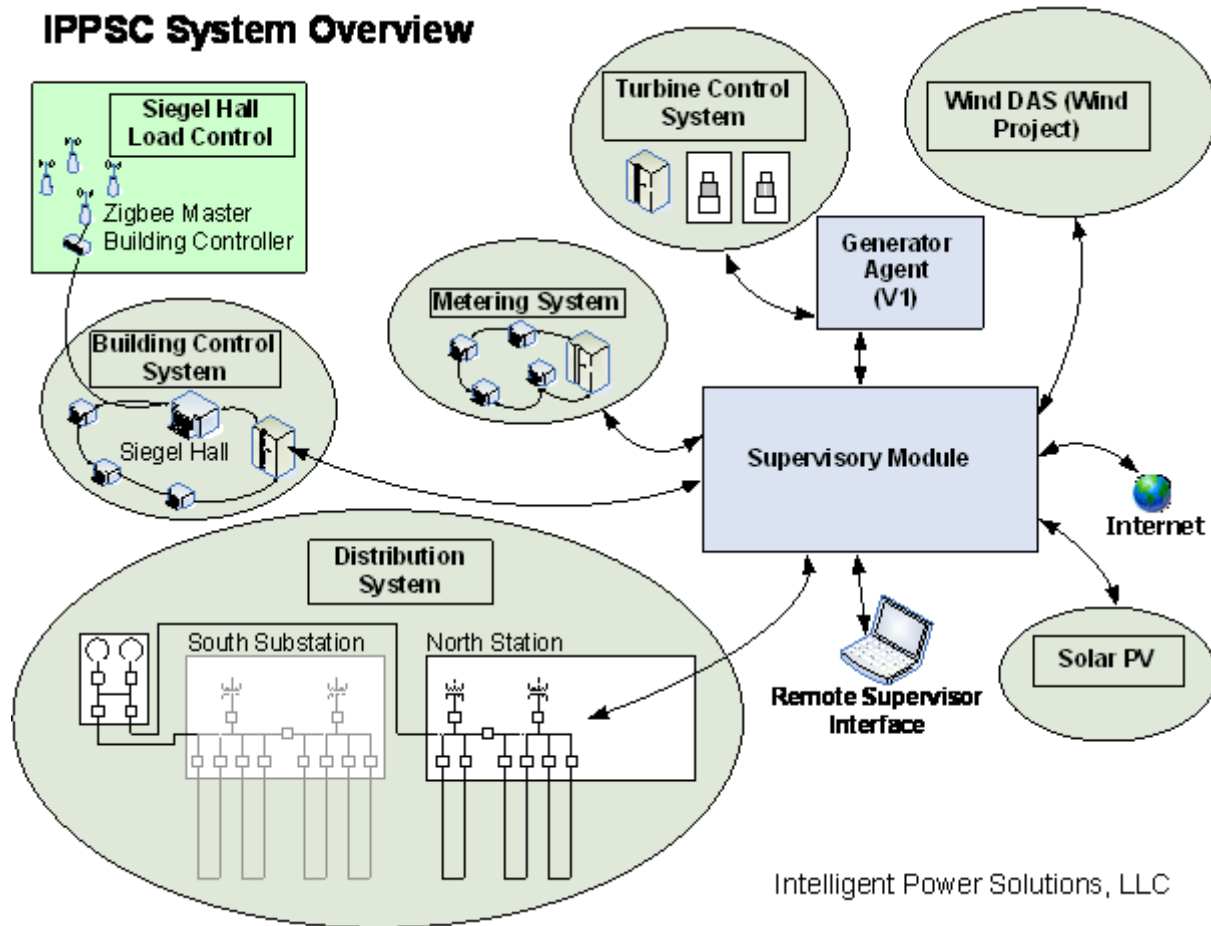 IPPSC System Overview
Siegel Hall
Load Control
Zigbee Master
Building Controller
Turbine Control
System
Wind DAS (Wind
Project)
Generator
Agent
(V1)
Metering System
Building Control
System
Siegel Hall
Supervisory Module
Internet
Distribution
System
South Substation
North Station
Solar PV
Remote Supervisor
Interface
Intelligent Power Solutions, LLC